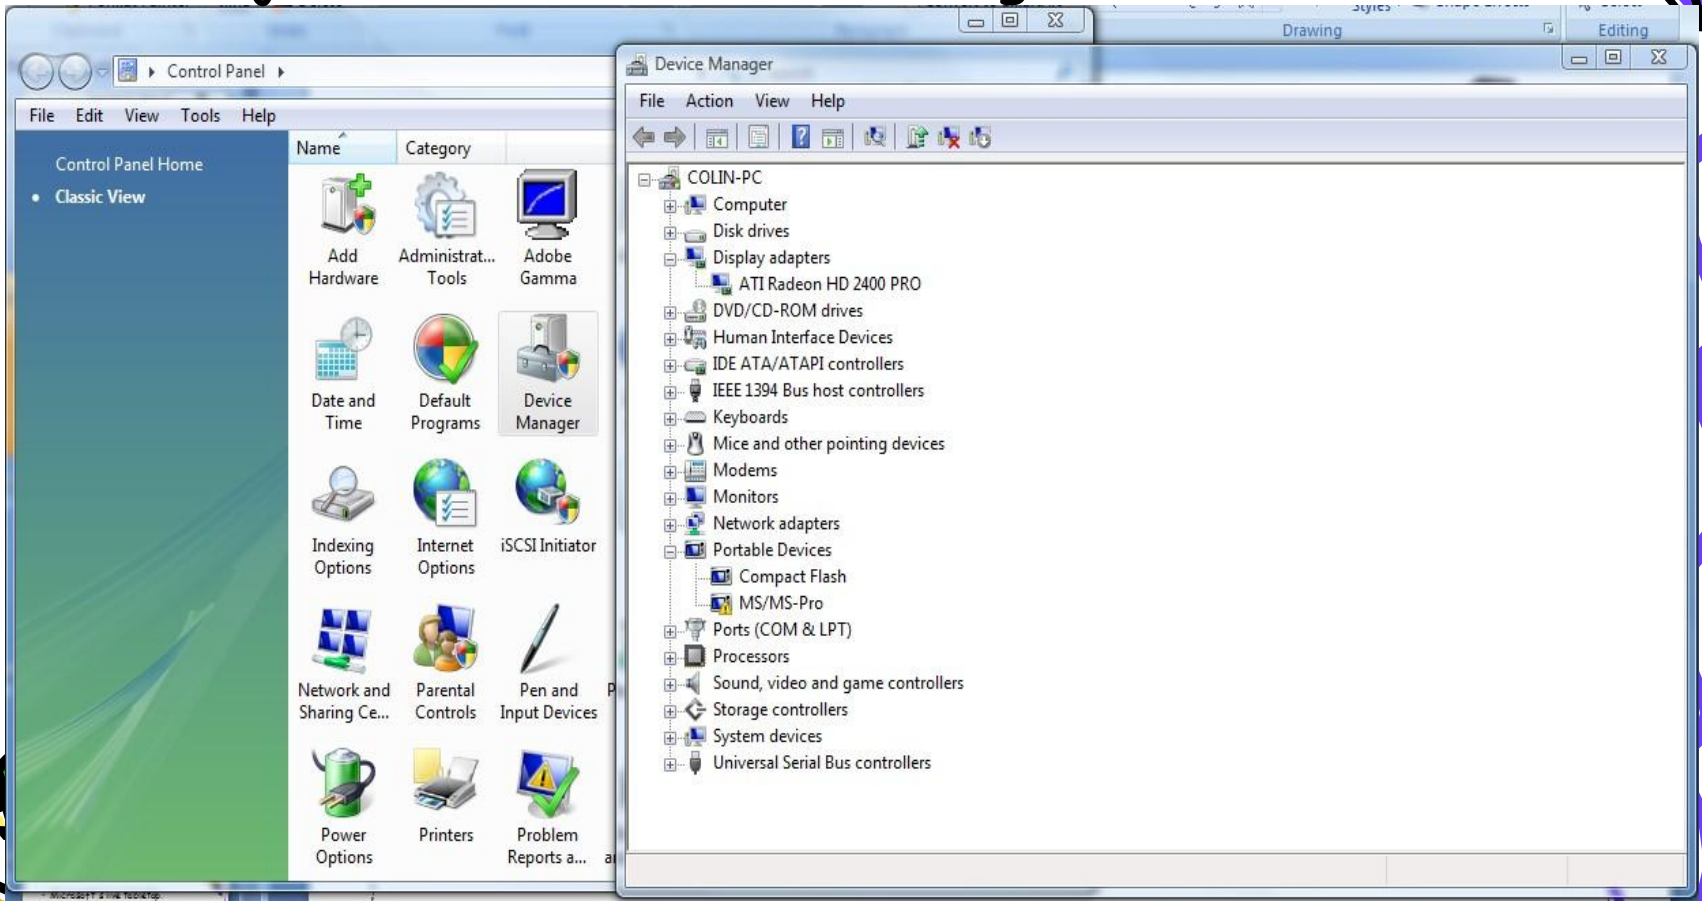 Drawing
Editing
Control Panel
File Edit View Tools Help
Control Panel Home
Classic View
Name Category
Add
Hardware
Administrat...
Tools
Adobe
Gamma
Date and
Time
Default
Programs
Device
Manager
Indexing
Options
Internet
Options
iSCSI Initiator
Network and
Sharing Ce...
Parental
Controls
Pen and
Input Devices
Power
Options
Printers
Problem
Reports a...
Device Manager
File Action View Help
COLIN-PC
Computer
Disk drives
Display adapters
ATI Radeon HD 2400 PRO
DVD/CD-ROM drives
Human Interface Devices
IDE ATA/ATAPI controllers
IEEE 1394 Bus host controllers
Keyboards
Mice and other pointing devices
Modems
Monitors
Network adapters
Portable Devices
Compact Flash
MS/MS-Pro
Ports (COM & LPT)
Processors
Sound, video and game controllers
Storage controllers
System devices
Universal Serial Bus controllers